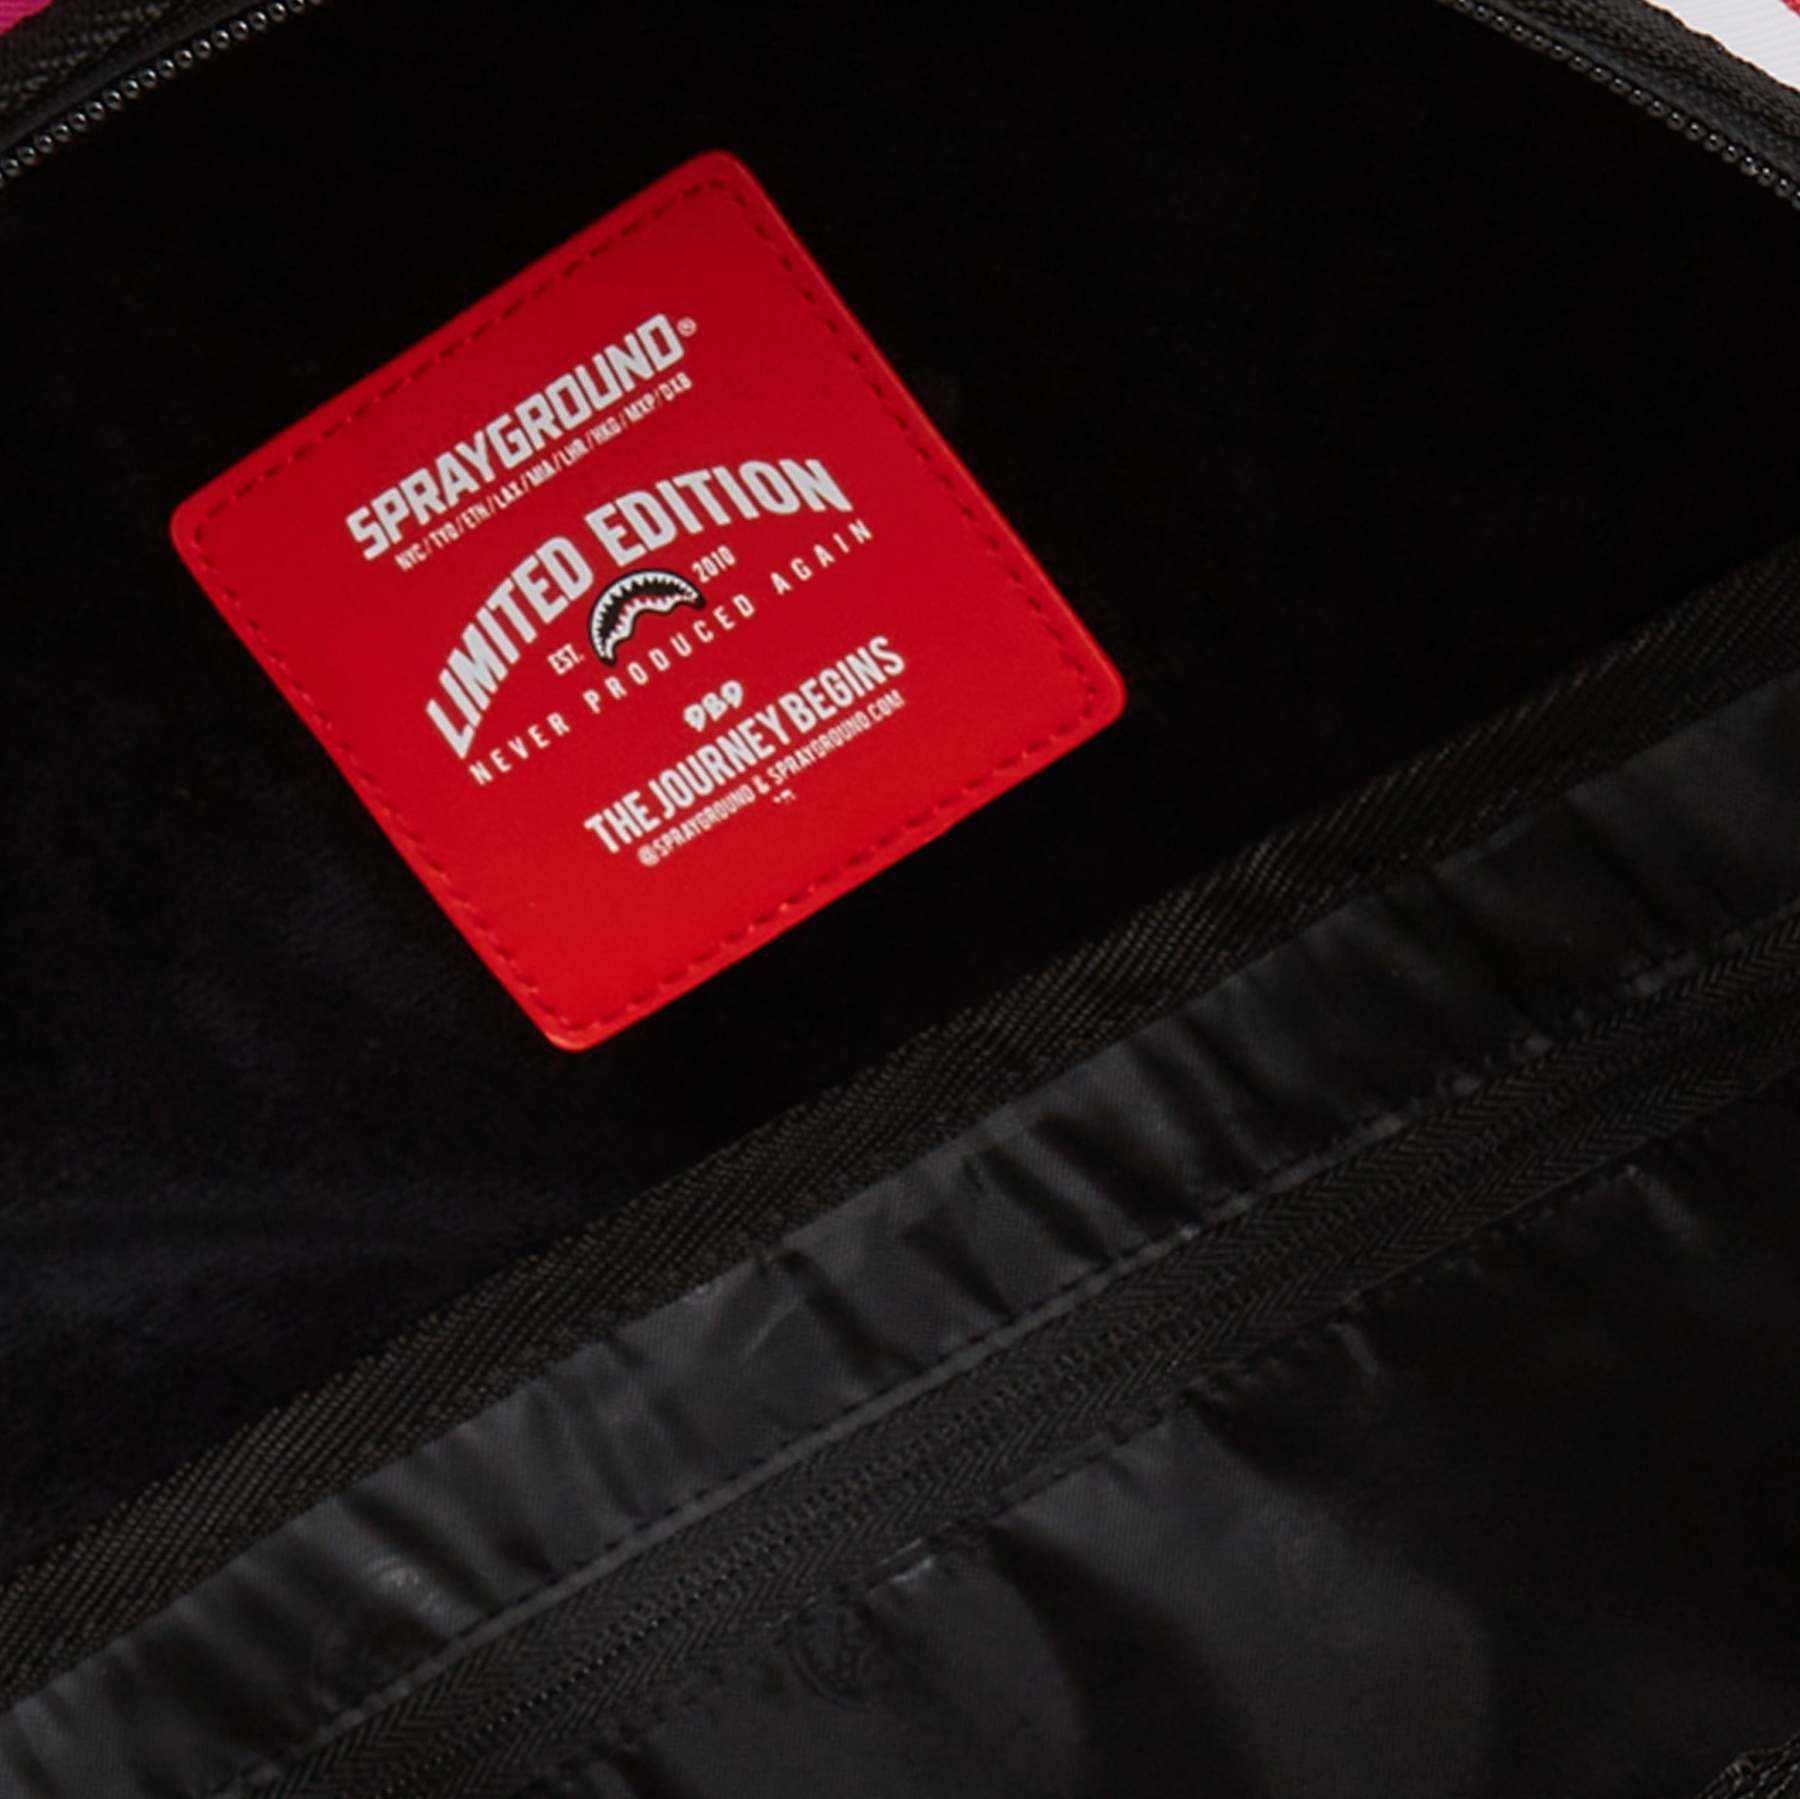 SPRAYGROUND®
NYC/TYO/ETH/LAX/MIA/LHR/HKG/MXP/DXB
LIMITED EDITION
EST. 2010
NEVER PRODUCED AGAIN
989
THE JOURNEY BEGINS
@SPRAYGROUND & SPRAYGROUND.COM